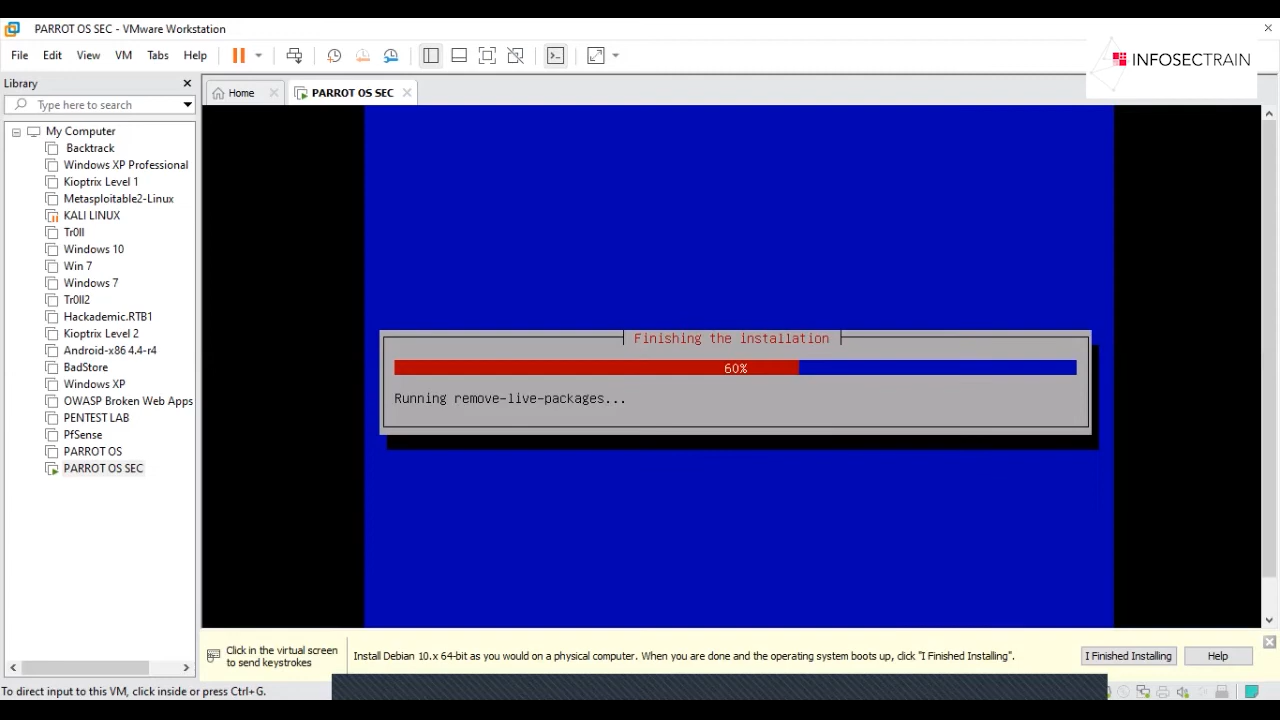 PARROT OS SEC - VMware Workstation
File Edit View VM Tabs Help
INFOSECTRAIN
Library
Home
PARROT OS SEC
Type here to search
My Computer
Backtrack
Windows XP Professional
Kioptrix Level 1
Metasploitable2-Linux
KALI LINUX
Tr0ll
Windows 10
Win 7
Windows 7
Tr0ll2
Hackademic.RTB1
Kioptrix Level 2
Android-x86 4.4-r4
BadStore
Windows XP
OWASP Broken Web Apps
PENTEST LAB
PfSense
PARROT OS
PARROT OS SEC
Finishing the installation
60%
Running remove-live-packages...
Click in the virtual screen
to send keystrokes
Install Debian 10.x 64-bit as you would on a physical computer. When you are done and the operating system boots up, click "I Finished Installing".
I Finished Installing
Help
To direct input to this VM, click inside or press Ctrl+G.